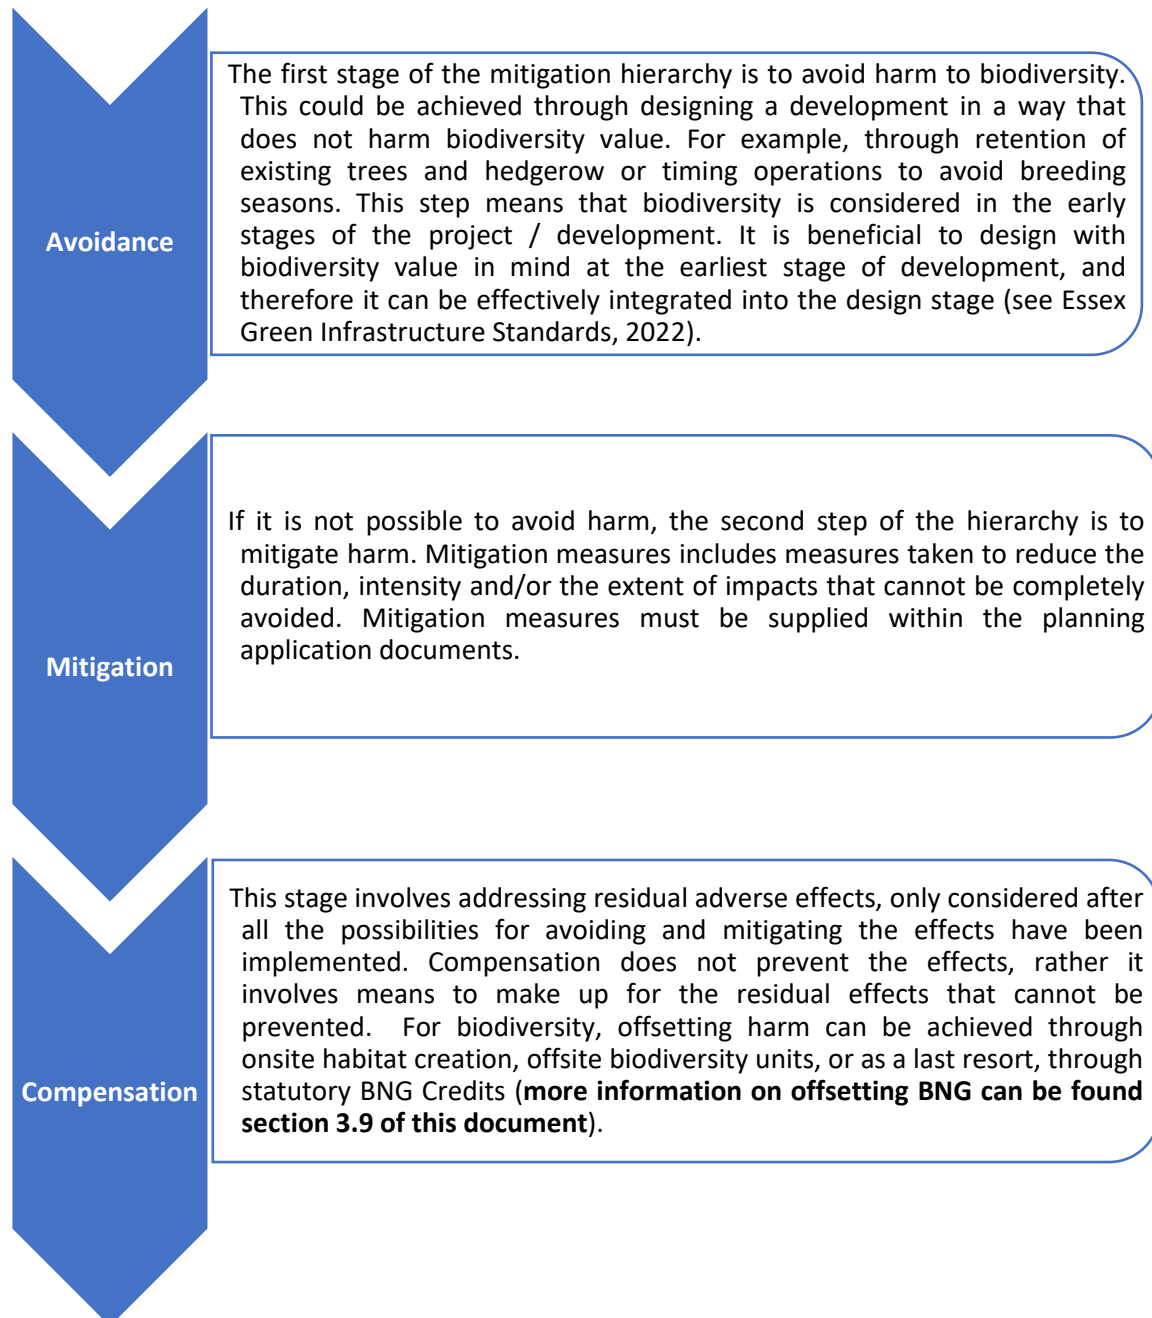 Avoidance
The first stage of the mitigation hierarchy is to avoid harm to biodiversity.
This could be achieved through designing a development in a way that
does not harm biodiversity value. For example, through retention of
existing trees and hedgerow or timing operations to avoid breeding
seasons. This step means that biodiversity is considered in the early
stages of the project / development. It is beneficial to design with
biodiversity value in mind at the earliest stage of development, and
therefore it can be effectively integrated into the design stage (see Essex
Green Infrastructure Standards, 2022).
Mitigation
If it is not possible to avoid harm, the second step of the hierarchy is to
mitigate harm. Mitigation measures includes measures taken to reduce the
duration, intensity and/or the extent of impacts that cannot be completely
avoided. Mitigation measures must be supplied within the planning
application documents.
Compensation
This stage involves addressing residual adverse effects, only considered after
all the possibilities for avoiding and mitigating the effects have been
implemented. Compensation does not prevent the effects, rather it
involves means to make up for the residual effects that cannot be
prevented. For biodiversity, offsetting harm can be achieved through
onsite habitat creation, offsite biodiversity units, or as a last resort, through
statutory BNG Credits (more information on offsetting BNG can be found
section 3.9 of this document).